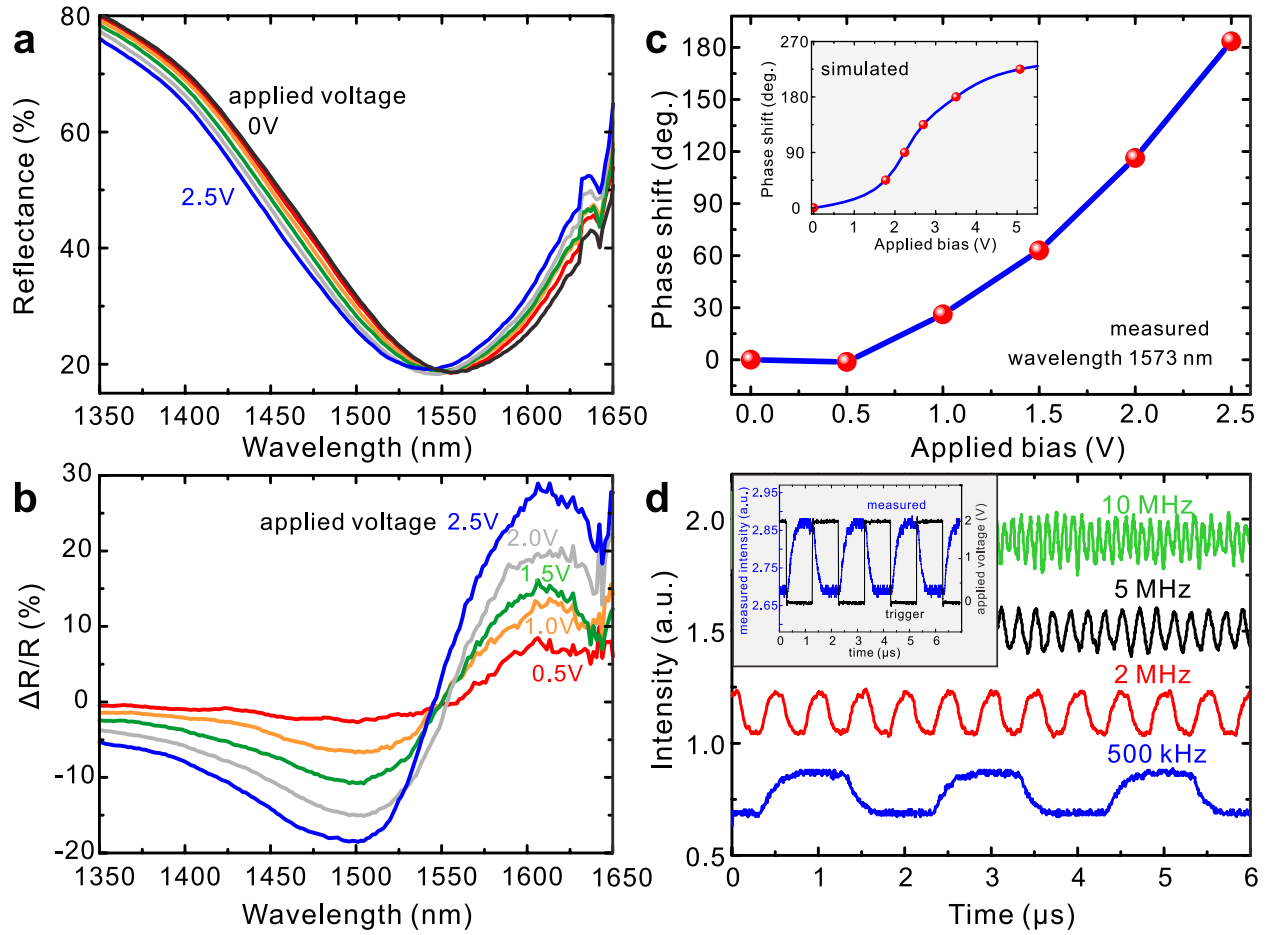 a
80
60
40
20
Reflectance (%)
applied voltage
0V
2.5V
1350 1400 1450 1500 1550 1600 1650
Wavelength (nm)
b
30
20
10
0
-10
-20
ΔR/R (%)
applied voltage 2.5V
2.0V
1.5V
1.0V
0.5V
1350 1400 1450 1500 1550 1600 1650
Wavelength (nm)
c
180
150
120
90
60
30
0
Phase shift (deg.)
270
180
90
0
Phase shift (deg.)
simulated
0 1 2 3 4 5
Applied bias (V)
measured
wavelength 1573 nm
0.0 0.5 1.0 1.5 2.0 2.5
Applied bias (V)
d
2.0
1.5
1.0
0.5
Intensity (a.u.)
2.95
2.85
2.75
2.65
measured intensity (a.u.)
measured
trigger
2
1
0
applied voltage (V)
0 1 2 3 4 5 6
time (μs)
10 MHz
5 MHz
2 MHz
500 kHz
0 1 2 3 4 5 6
Time (μs)